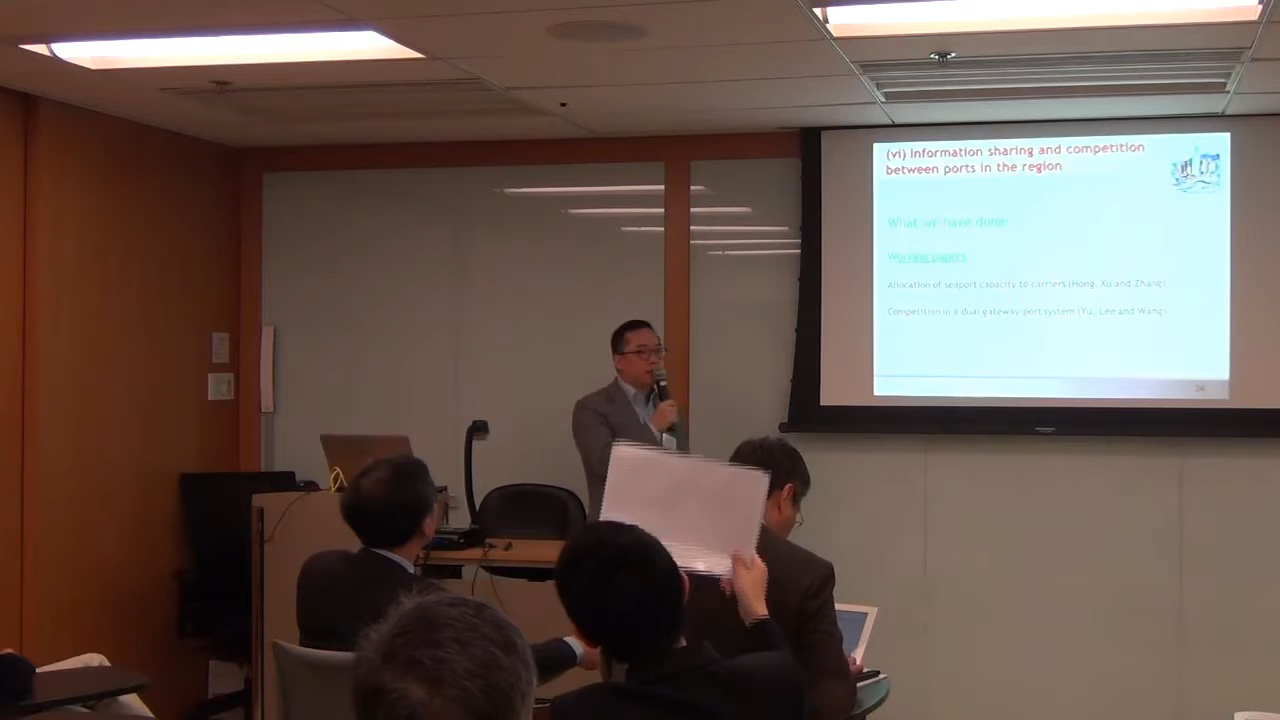 (vi) Information sharing and competition
between ports in the region
What we have done:
Working papers
Allocation of seaport capacity to carriers (Hong, Xu and Zhang)
Competition in a dual gateway-port system (Yu, Lee and Wang)
34